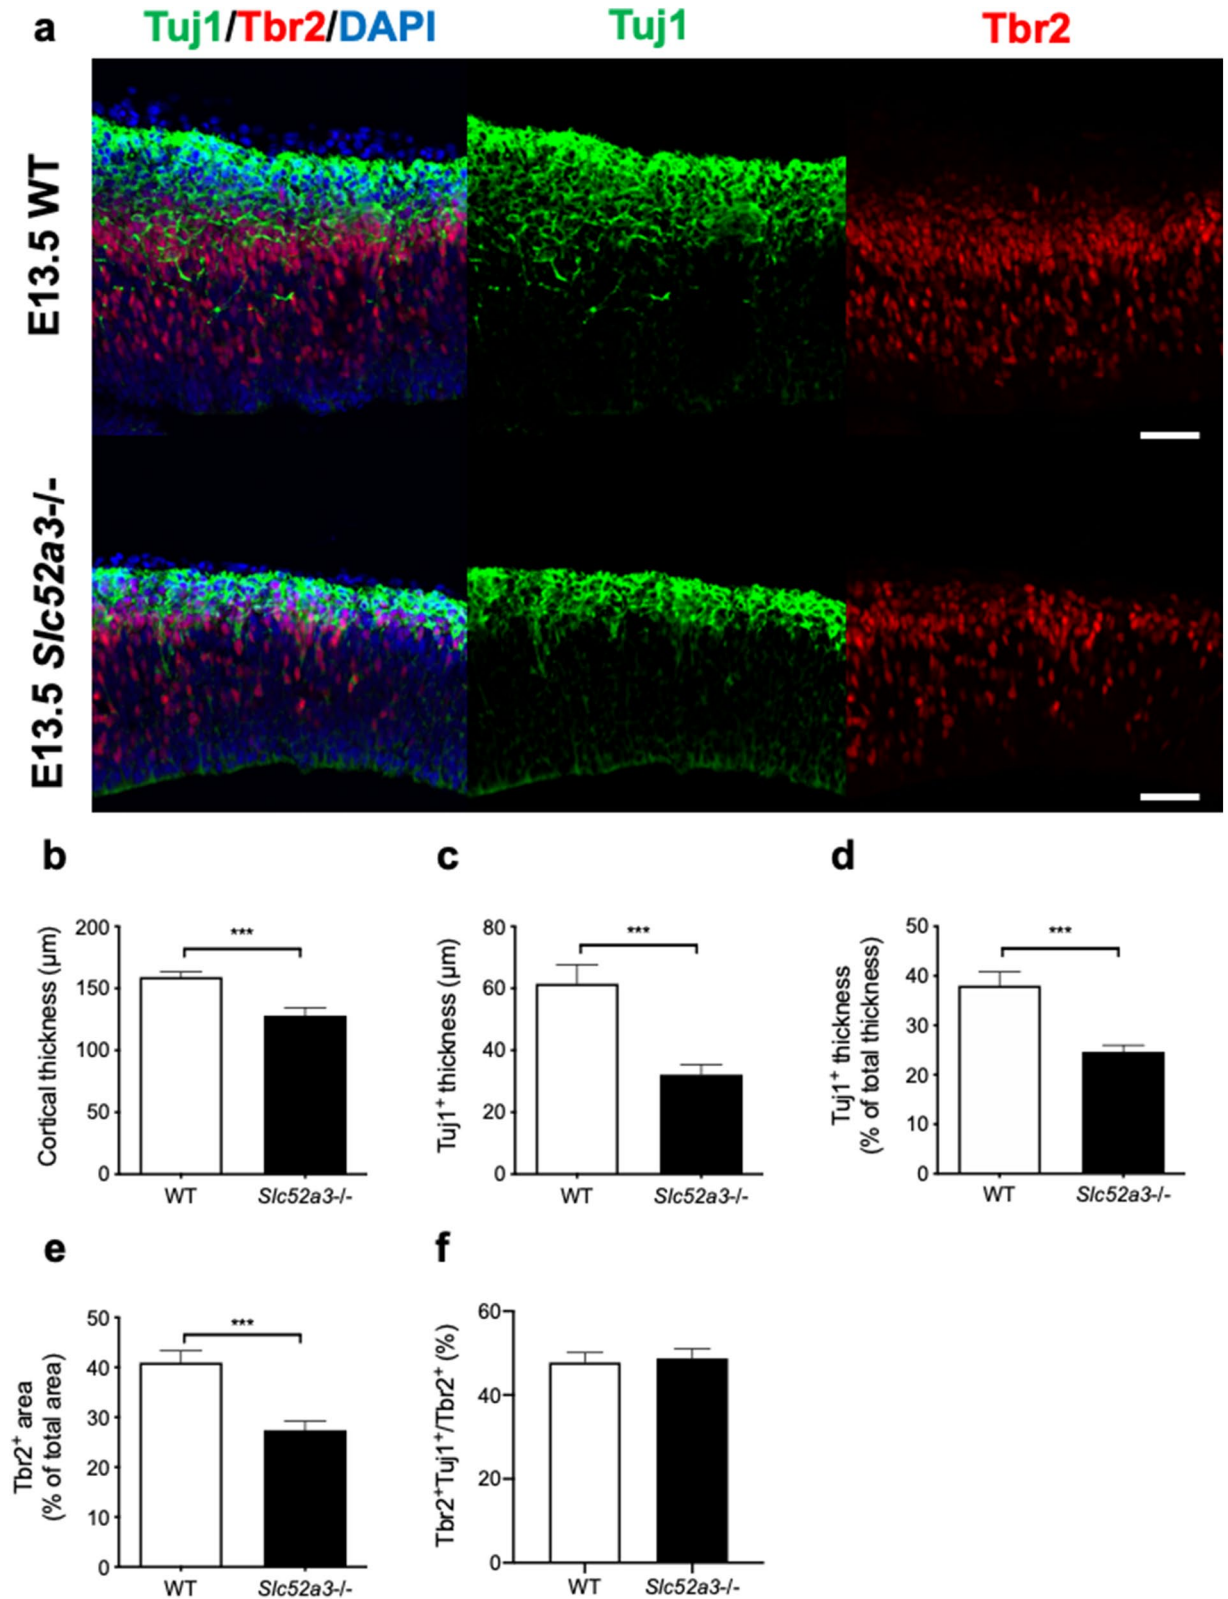 a
Tuj1/Tbr2/DAPI
Tuj1
Tbr2
E13.5 WT
E13.5 Slc52a3-/-
b
Cortical thickness (μm)
200
150
100
50
0
***
WT
Slc52a3-/-
c
Tuj1⁺ thickness (μm)
80
60
40
20
0
***
WT
Slc52a3-/-
d
Tuj1⁺ thickness
(% of total thickness)
50
40
30
20
10
0
***
WT
Slc52a3-/-
e
Tbr2⁺ area
(% of total area)
50
40
30
20
10
0
***
WT
Slc52a3-/-
f
Tbr2⁺Tuj1⁺/Tbr2⁺ (%)
60
40
20
0
WT
Slc52a3-/-